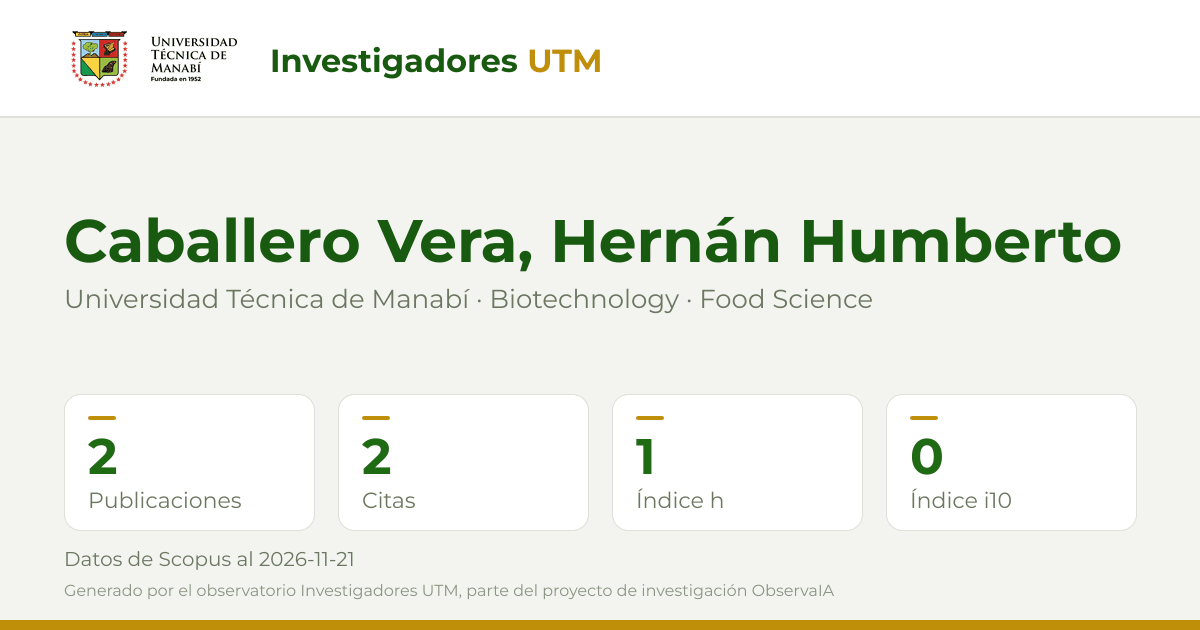 UNIVERSIDAD
TÉCNICA DE
MANABÍ
Fundada en 1952
Investigadores UTM
Caballero Vera, Hernán Humberto
Universidad Técnica de Manabí · Biotechnology · Food Science
2
Publicaciones
2
Citas
1
Índice h
0
Índice i10
Datos de Scopus al 2026-11-21
Generado por el observatorio Investigadores UTM, parte del proyecto de investigación ObservaIA